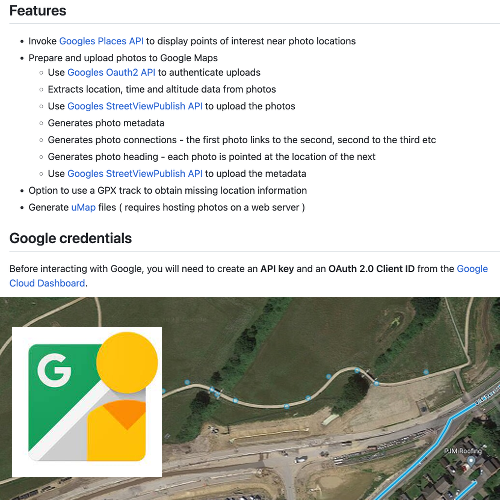 Features
Invoke Googles Places API to display points of interest near photo locations
Prepare and upload photos to Google Maps
Use Googles Oauth2 API to authenticate uploads
Extracts location, time and altitude data from photos
Use Googles StreetViewPublish API to upload the photos
Generates photo metadata
Generates photo connections - the first photo links to the second, second to the third etc
Generates photo heading - each photo is pointed at the location of the next
Use Googles StreetViewPublish API to upload the metadata
Option to use a GPX track to obtain missing location information
Generate uMap files ( requires hosting photos on a web server )
Google credentials
Before interacting with Google, you will need to create an API key and an OAuth 2.0 Client ID from the Google
Cloud Dashboard.
G
PJM Roofing